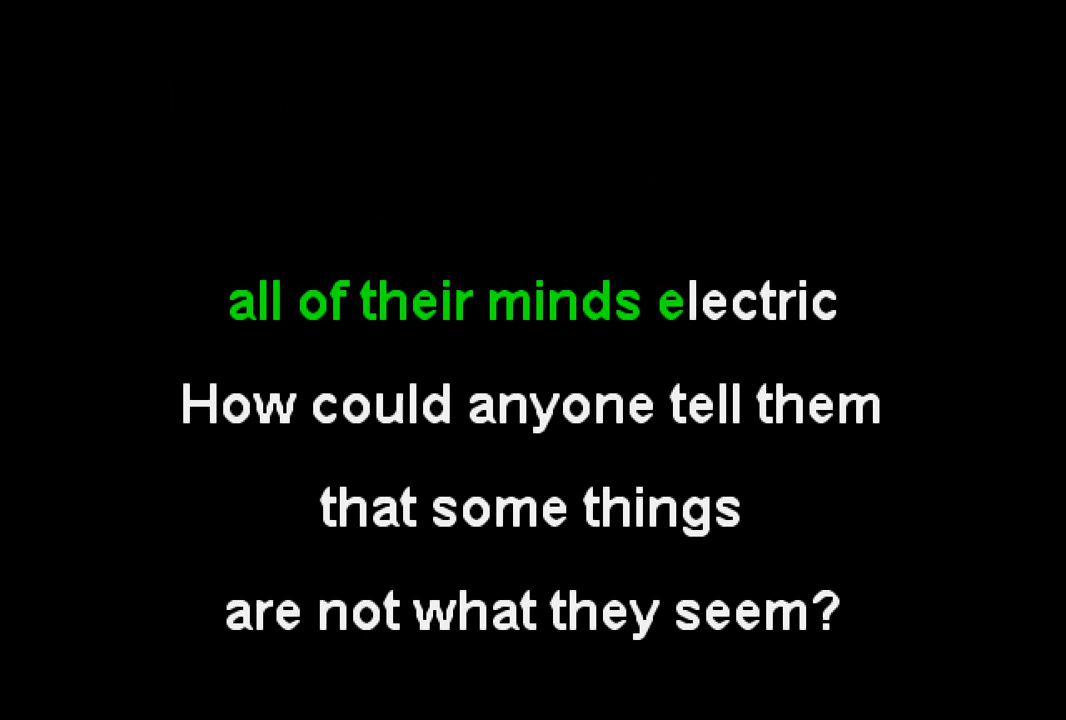 all of their minds electric
How could anyone tell them
that some things
are not what they seem?